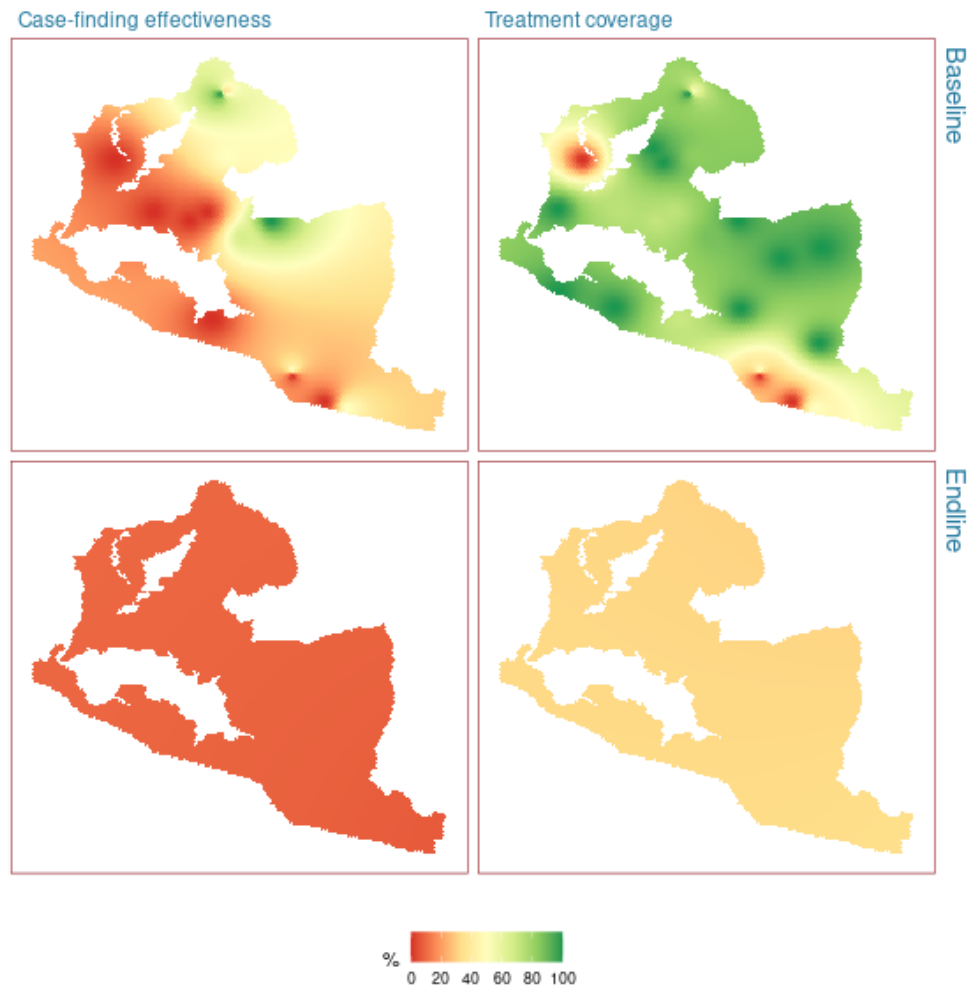 Case-finding effectiveness
Treatment coverage
Baseline
Endline
%
0 20 40 60 80 100